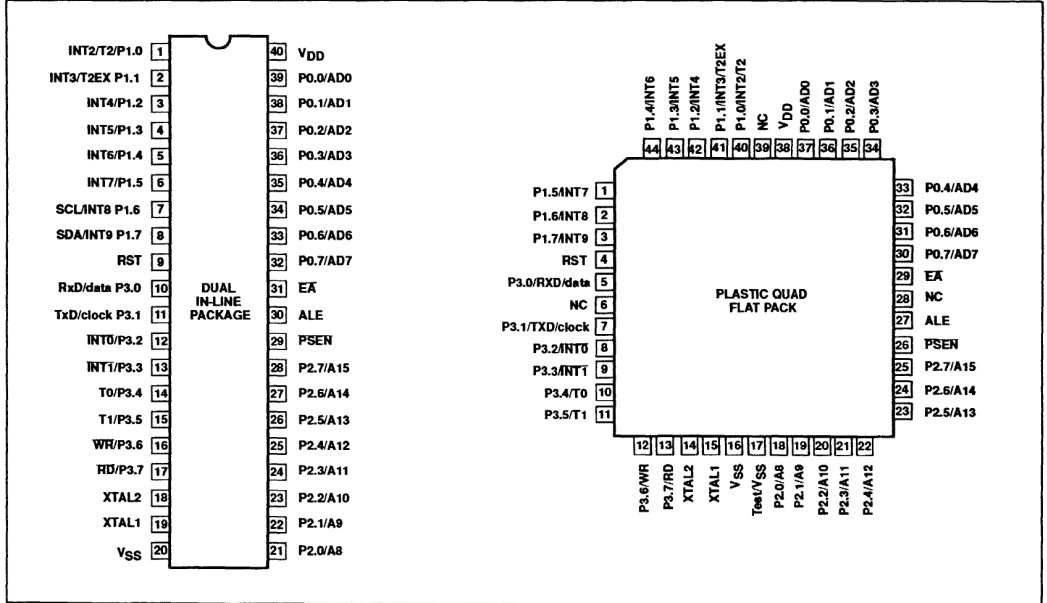 INT2/T2/P1.0 1
INT3/T2EX P1.1 2
INT4/P1.2 3
INT5/P1.3 4
INT6/P1.4 5
INT7/P1.5 6
SCL/INT8 P1.6 7
SDA/INT9 P1.7 8
RST 9
RxD/data P3.0 10
TxD/clock P3.1 11
INT0/P3.2 12
INT1/P3.3 13
T0/P3.4 14
T1/P3.5 15
WR/P3.6 16
RD/P3.7 17
XTAL2 18
XTAL1 19
VSS 20
DUAL
IN-LINE
PACKAGE
40 VDD
39 P0.0/AD0
38 P0.1/AD1
37 P0.2/AD2
36 P0.3/AD3
35 P0.4/AD4
34 P0.5/AD5
33 P0.6/AD6
32 P0.7/AD7
31 EA
30 ALE
29 PSEN
28 P2.7/A15
27 P2.6/A14
26 P2.5/A13
25 P2.4/A12
24 P2.3/A11
23 P2.2/A10
22 P2.1/A9
21 P2.0/A8
P1.4/INT6 44
P1.3/INT5 43
P1.2/INT4 42
P1.1/INT3/T2EX 41
P1.0/INT2/T2 40
NC 39
VDD 38
P0.0/AD0 37
P0.1/AD1 36
P0.2/AD2 35
P0.3/AD3 34
P1.5/INT7 1
P1.6/INT8 2
P1.7/INT9 3
RST 4
P3.0/RXD/data 5
NC 6
P3.1/TXD/clock 7
P3.2/INT0 8
P3.3/INT1 9
P3.4/T0 10
P3.5/T1 11
PLASTIC QUAD
FLAT PACK
33 P0.4/AD4
32 P0.5/AD5
31 P0.6/AD6
30 P0.7/AD7
29 EA
28 NC
27 ALE
26 PSEN
25 P2.7/A15
24 P2.6/A14
23 P2.5/A13
12 P3.6/WR
13 P3.7/RD
14 XTAL2
15 XTAL1
16 VSS
17 Test/VSS
18 P2.0/A8
19 P2.1/A9
20 P2.2/A10
21 P2.3/A11
22 P2.4/A12